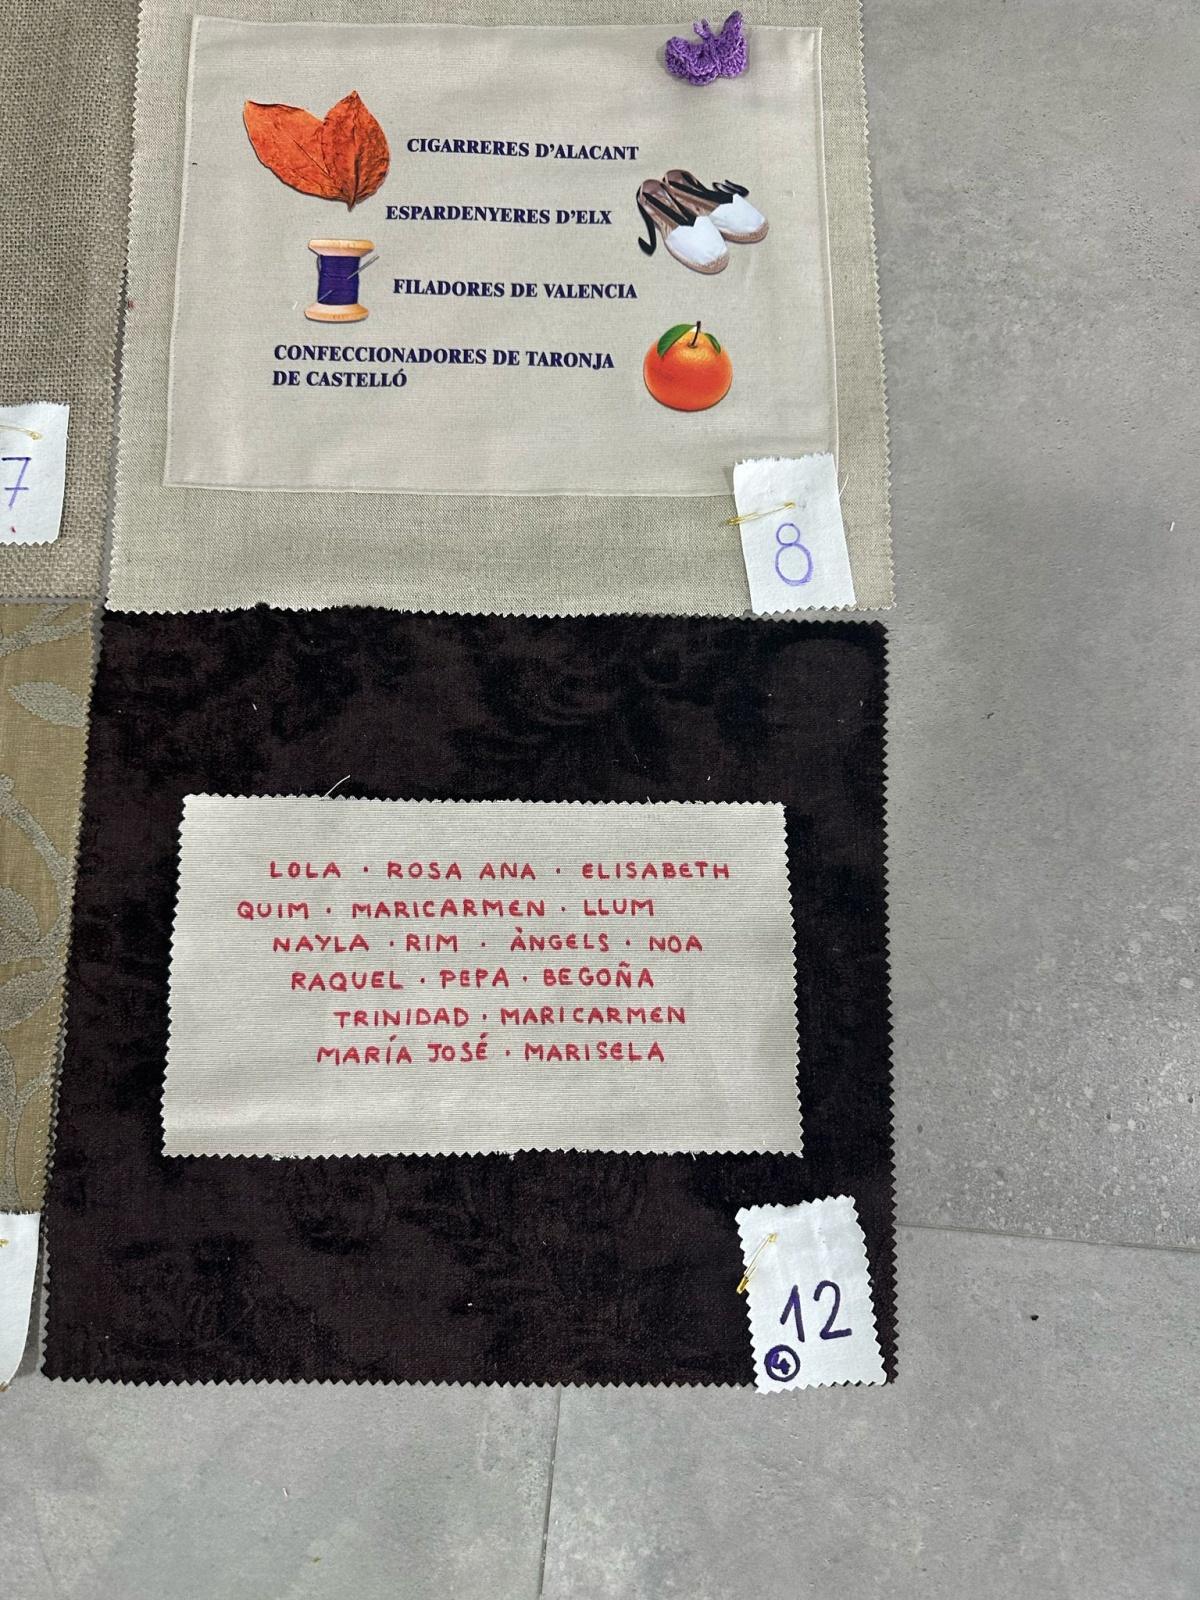 CIGARRERES D'ALACANT
ESPARDENYERES D'ELX
FILADORES DE VALENCIA
CONFECCIONADORES DE TARONJA
DE CASTELLÓ
7
8
LOLA · ROSA ANA · ELISABETH
QUIM · MARICARMEN · LLUM
NAYLA · RIM · ÀNGELS · NOA
RAQUEL · PEPA · BEGOÑA
TRINIDAD · MARICARMEN
MARÍA JOSÉ · MARISELA
12
4